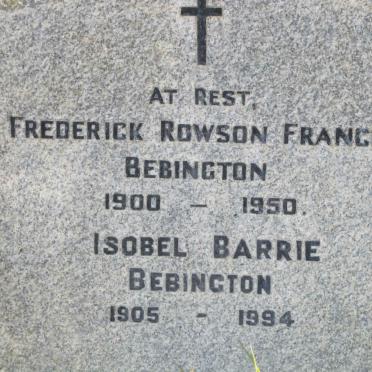 AT REST,
FREDERICK ROWSON FRANC
BEBINGTON
1900 – 1950.
ISOBEL BARRIE
BEBINGTON
1905 - 1994